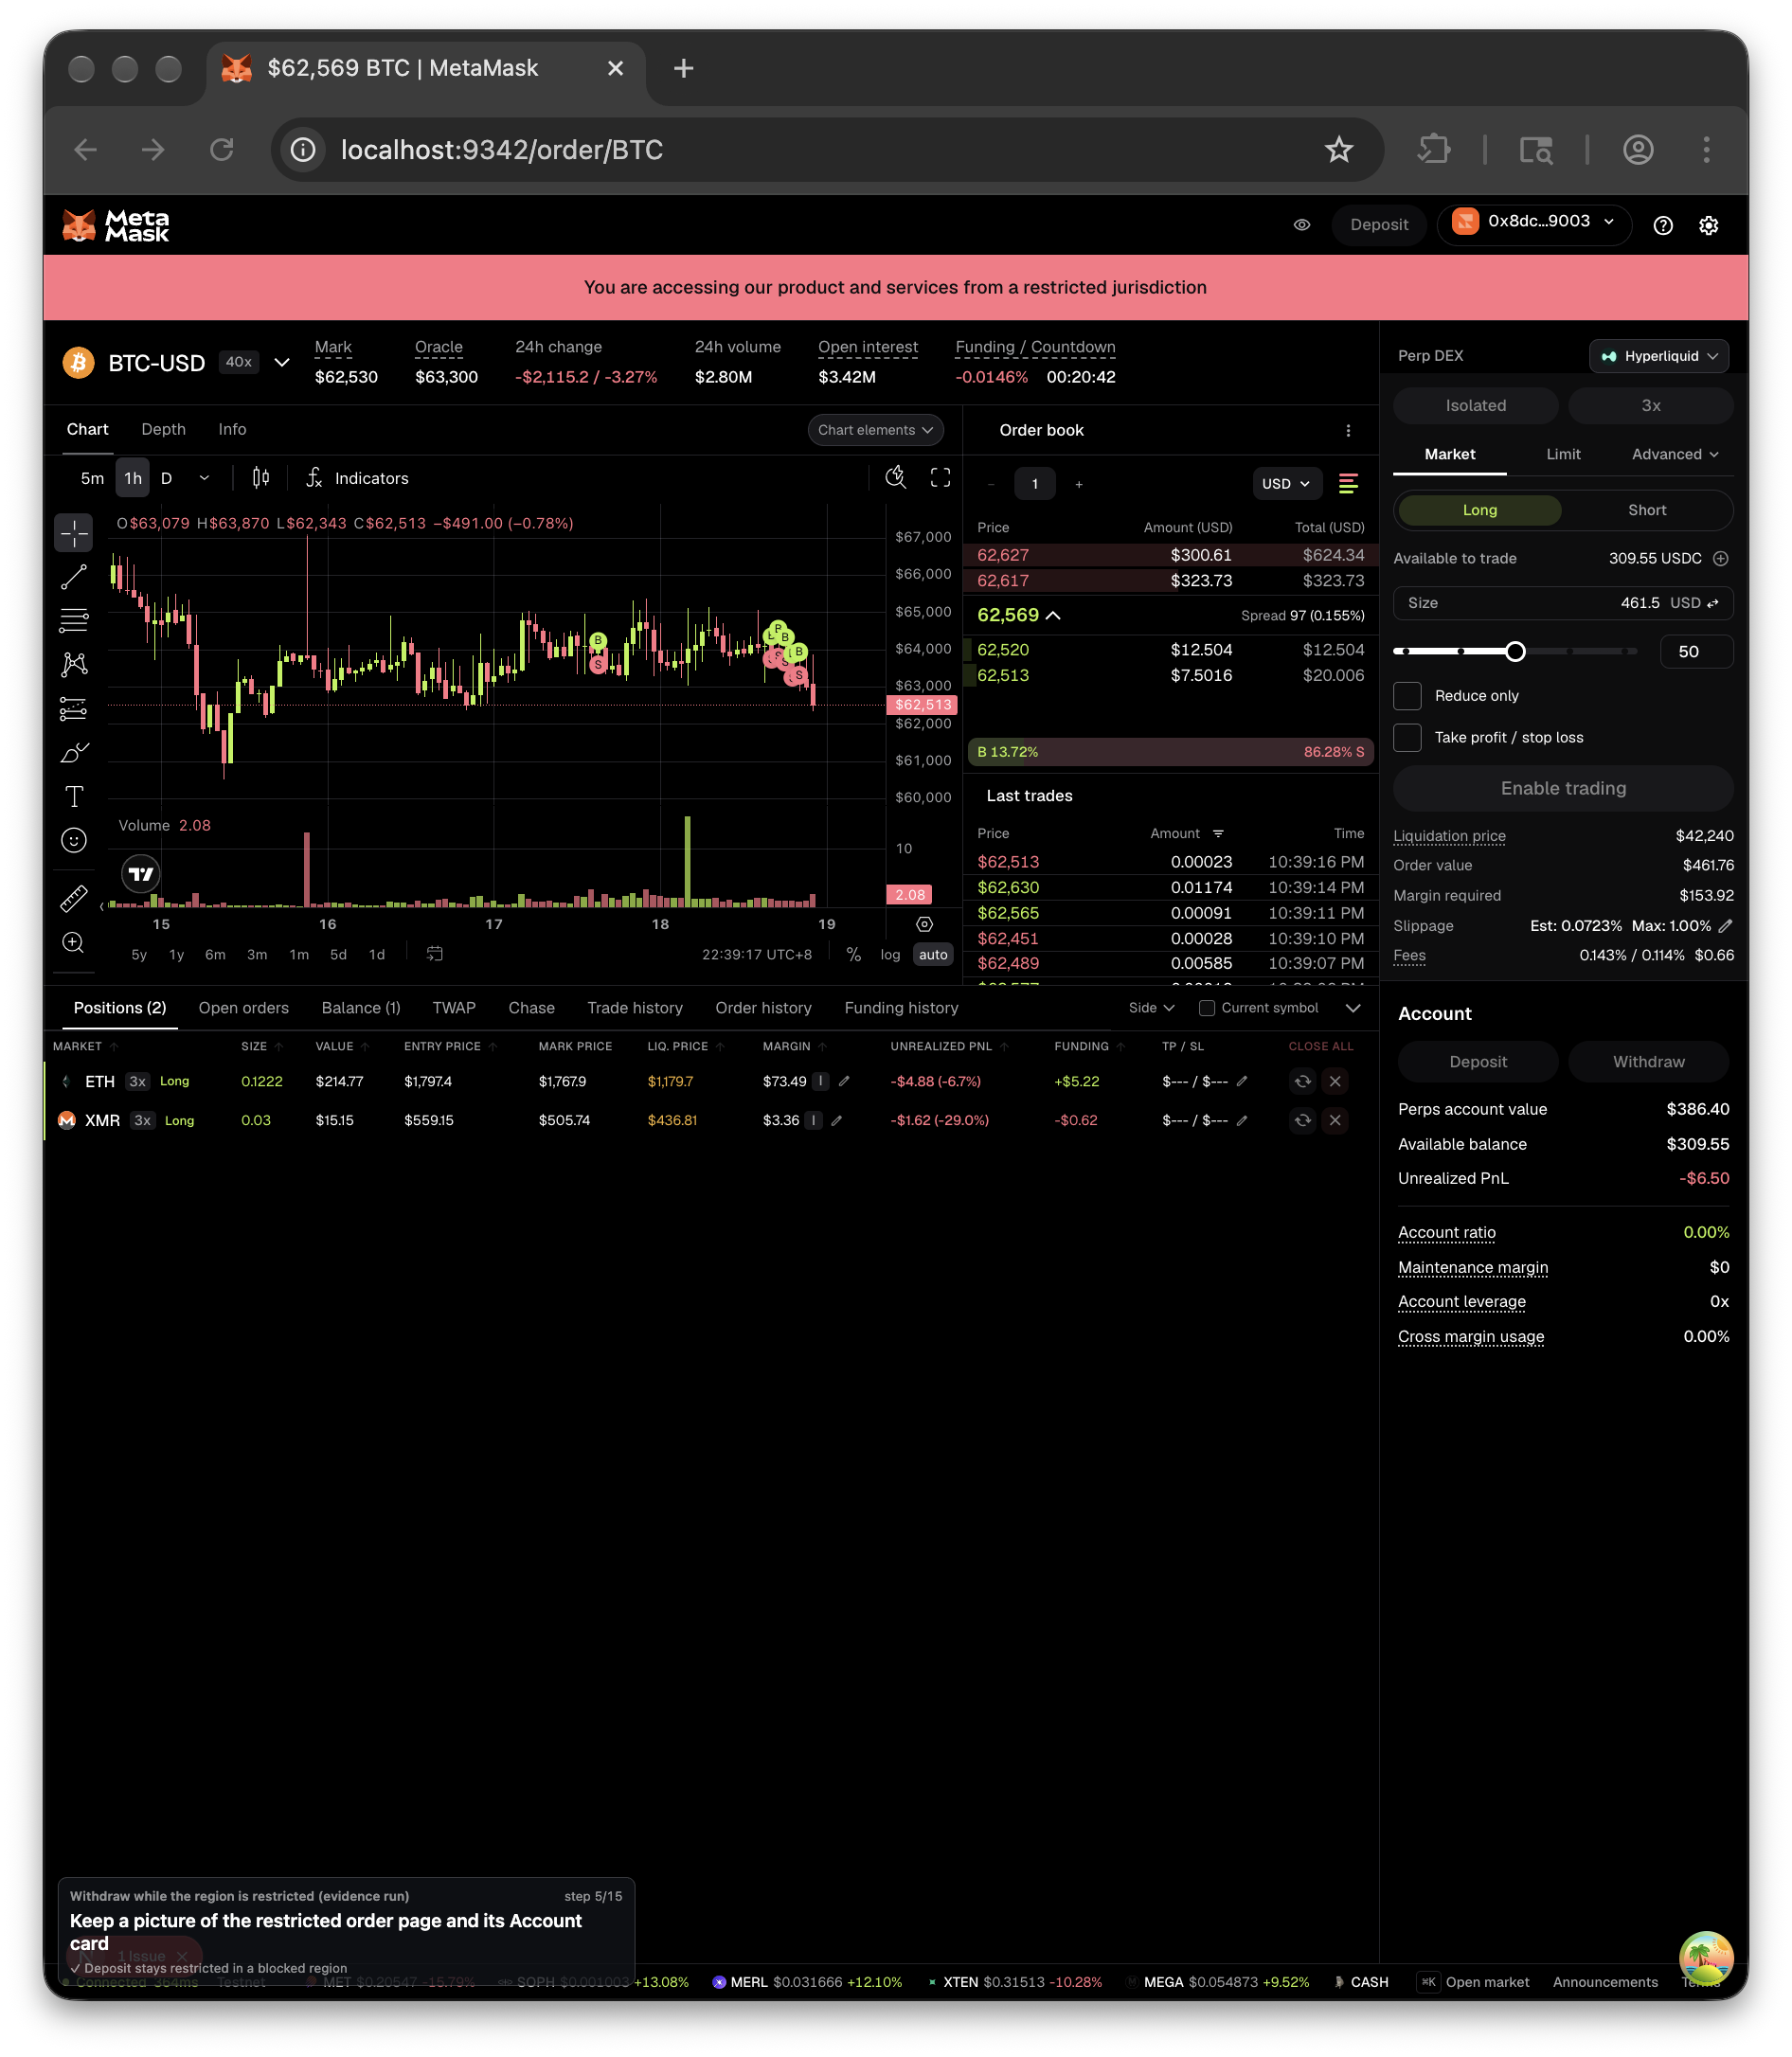 $62,569 BTC | MetaMask
localhost:9342/order/BTC
Meta Mask
Deposit
0x8dc...9003
You are accessing our product and services from a restricted jurisdiction
BTC-USD 40x
Mark Oracle 24h change 24h volume Open interest Funding / Countdown
$62,530 $63,300 -$2,115.2 / -3.27% $2.80M $3.42M -0.0146% 00:20:42
Chart Depth Info Chart elements
5m 1h D Indicators
O$63,079 H$63,870 L$62,343 C$62,513 −$491.00 (−0.78%)
$67,000
$66,000
$65,000
$64,000
$63,000
$62,513
$62,000
$61,000
$60,000
B
S
B
B
S
B
S
Volume 2.08
10
2.08
15 16 17 18 19
5y 1y 6m 3m 1m 5d 1d 22:39:17 UTC+8 % log auto
Order book
− 1 + USD
Price Amount (USD) Total (USD)
62,627 $300.61 $624.34
62,617 $323.73 $323.73
62,569 Spread 97 (0.155%)
62,520 $12.504 $12.504
62,513 $7.5016 $20.006
B 13.72% 86.28% S
Last trades
Price Amount Time
$62,513 0.00023 10:39:16 PM
$62,630 0.01174 10:39:14 PM
$62,565 0.00091 10:39:11 PM
$62,451 0.00028 10:39:10 PM
$62,489 0.00585 10:39:07 PM
Perp DEX Hyperliquid
Isolated 3x
Market Limit Advanced
Long Short
Available to trade 309.55 USDC
Size 461.5 USD
50
Reduce only
Take profit / stop loss
Enable trading
Liquidation price $42,240
Order value $461.76
Margin required $153.92
Slippage Est: 0.0723% Max: 1.00%
Fees 0.143% / 0.114% $0.66
Positions (2) Open orders Balance (1) TWAP Chase Trade history Order history Funding history Side Current symbol
MARKET SIZE VALUE ENTRY PRICE MARK PRICE LIQ. PRICE MARGIN UNREALIZED PNL FUNDING TP / SL CLOSE ALL
ETH 3x Long 0.1222 $214.77 $1,797.4 $1,767.9 $1,179.7 $73.49 I -$4.88 (-6.7%) +$5.22 $--- / $---
XMR 3x Long 0.03 $15.15 $559.15 $505.74 $436.81 $3.36 I -$1.62 (-29.0%) -$0.62 $--- / $---
Account
Deposit Withdraw
Perps account value $386.40
Available balance $309.55
Unrealized PnL -$6.50
Account ratio 0.00%
Maintenance margin $0
Account leverage 0x
Cross margin usage 0.00%
Withdraw while the region is restricted (evidence run) step 5/15
Keep a picture of the restricted order page and its Account
card
1 Issue
✓ Deposit stays restricted in a blocked region
Connected 364ms Testnet MET $0.20547 -15.79% SOPH $0.001003 +13.08% MERL $0.031666 +12.10% XTEN $0.31513 -10.28% MEGA $0.054873 +9.52% CASH ⌘K Open market Announcements Terms